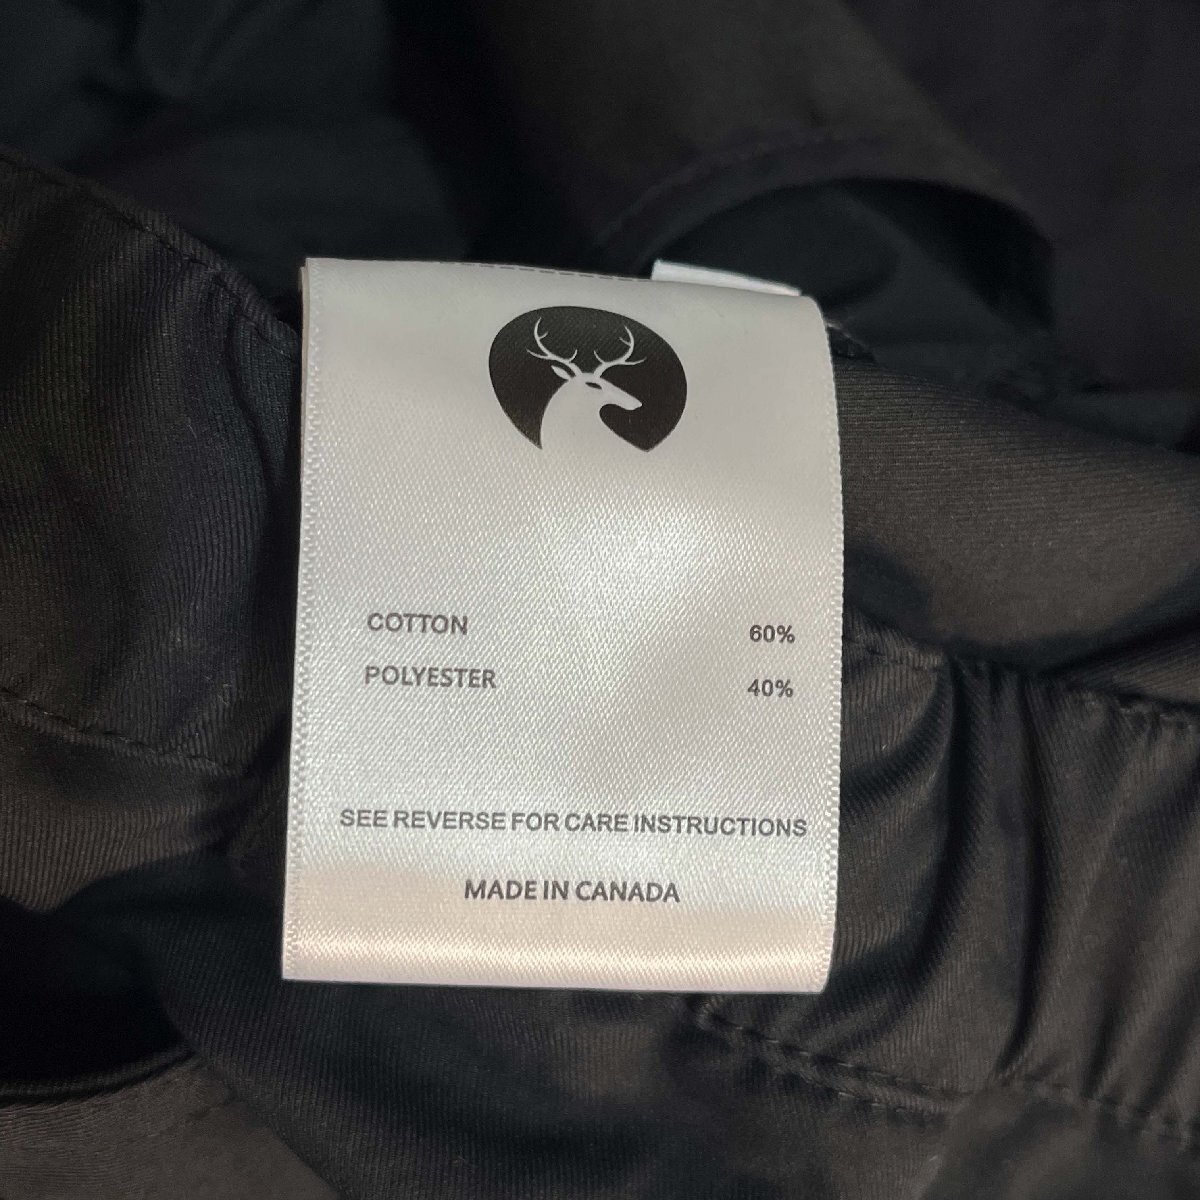 COTTON 60%
POLYESTER 40%
SEE REVERSE FOR CARE INSTRUCTIONS
MADE IN CANADA